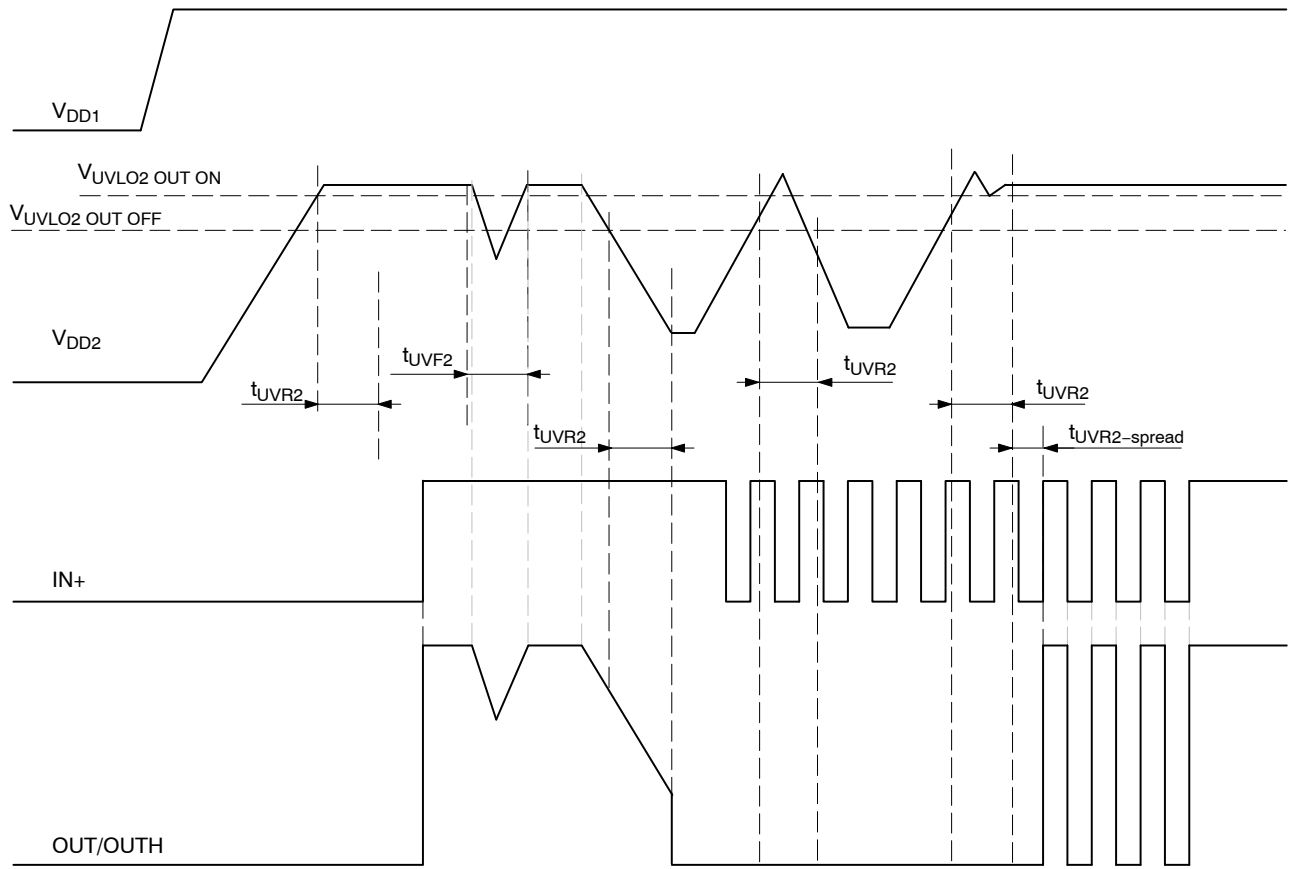 VDD1
VUVLO2 OUT ON
VUVLO2 OUT OFF
VDD2
tUVF2
tUVR2
tUVR2
tUVR2
tUVR2
tUVR2–spread
IN+
OUT/OUTH